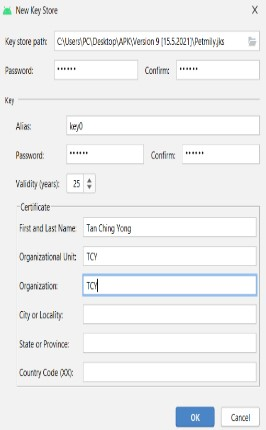 New Key Store
Key store path: C:\Users\PC\Desktop\APK\Version 9 [15.5.2021]\Petmily.jks
Password: •••••• Confirm: ••••••
Key
Alias: key0
Password: •••••• Confirm: ••••••
Validity (years): 25
Certificate
First and Last Name: Tan Ching Yong
Organizational Unit: TCY
Organization: TCY
City or Locality:
State or Province:
Country Code (XX):
OK Cancel